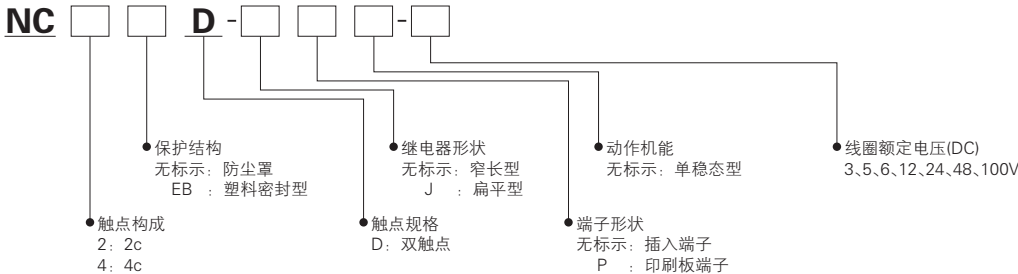 NC D - -
保护结构
无标示：防尘罩
EB ：塑料密封型
继电器形状
无标示：窄长型
J ：扁平型
动作机能
无标示：单稳态型
线圈额定电压(DC)
3、5、6、12、24、48、100V
触点构成
2：2c
4：4c
触点规格
D：双触点
端子形状
无标示：插入端子
P ：印刷板端子